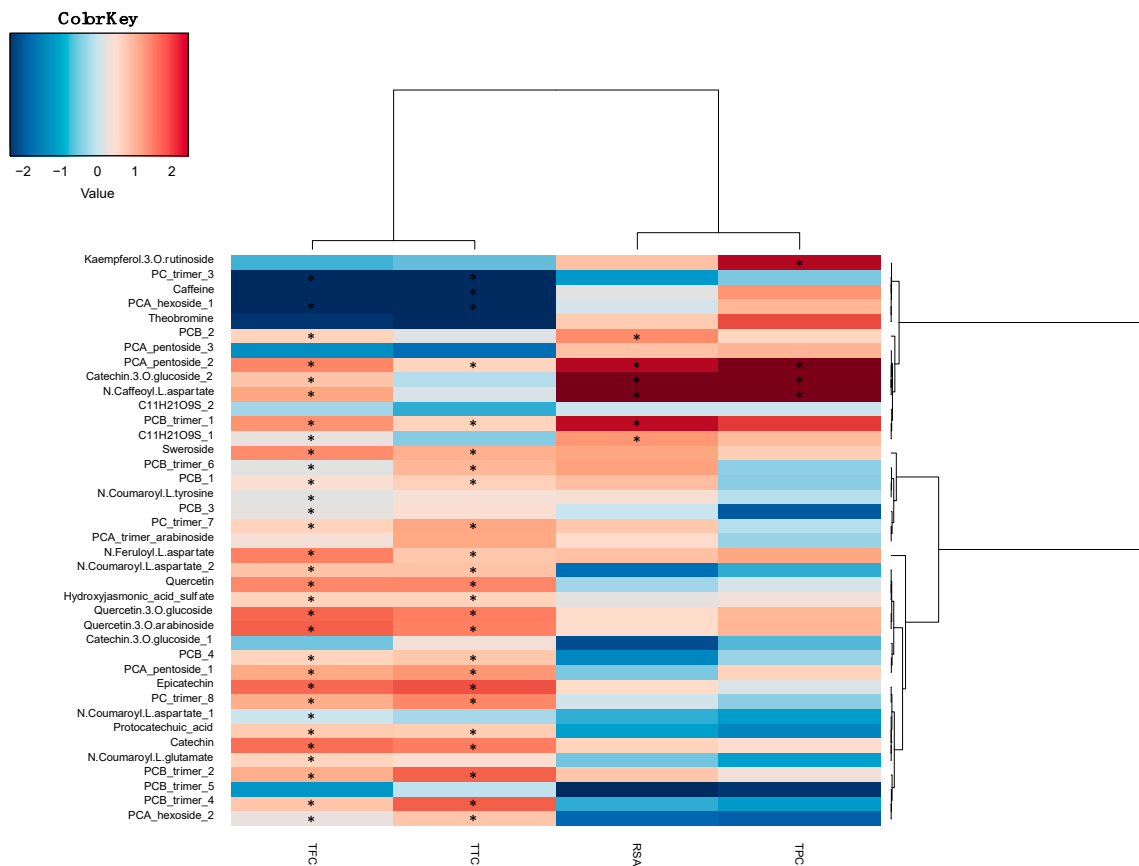 ColorKey
−2 −1 0 1 2
Value
Kaempferol.3.O.rutinoside
*
PC_trimer_3
* *
Caffeine
*
PCA_hexoside_1
* *
Theobromine
PCB_2
* *
PCA_pentoside_3
PCA_pentoside_2
* * * *
Catechin.3.O.glucoside_2
* * *
N.Caffeoyl.L.aspartate
* * *
C11H21O9S_2
PCB_trimer_1
* * *
C11H21O9S_1
* *
Sweroside
* *
PCB_trimer_6
* *
PCB_1
* *
N.Coumaroyl.L.tyrosine
*
PCB_3
*
PC_trimer_7
* *
PCA_trimer_arabinoside
N.Feruloyl.L.aspartate
* *
N.Coumaroyl.L.aspartate_2
* *
Quercetin
* *
Hydroxyjasmonic_acid_sulfate
* *
Quercetin.3.O.glucoside
* *
Quercetin.3.O.arabinoside
* *
Catechin.3.O.glucoside_1
PCB_4
* *
PCA_pentoside_1
* *
Epicatechin
* *
PC_trimer_8
* *
N.Coumaroyl.L.aspartate_1
*
Protocatechuic_acid
* *
Catechin
* *
N.Coumaroyl.L.glutamate
*
PCB_trimer_2
* *
PCB_trimer_5
PCB_trimer_4
* *
PCA_hexoside_2
* *
TFC TTC RSA TPC